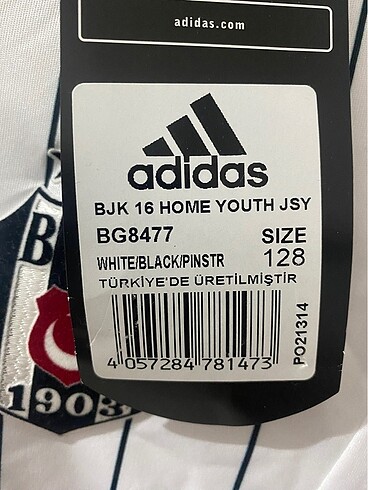 adidas.com
adidas
BJK 16 HOME YOUTH JSY
BG8477 SIZE
WHITE/BLACK/PINSTR 128
TÜRKİYE'DE ÜRETİLMİŞTİR
4 057284 781473
PO21314
B
1903